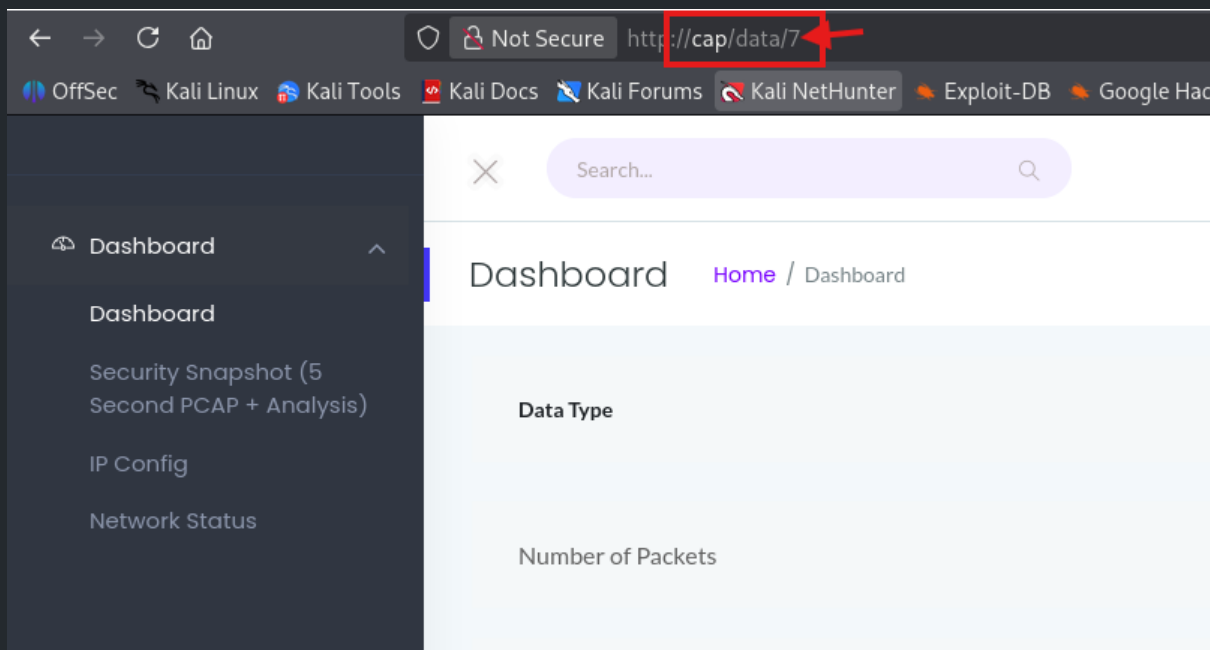 Not Secure http://cap/data/7
OffSec Kali Linux Kali Tools Kali Docs Kali Forums Kali NetHunter Exploit-DB Google Hac
Search...
Dashboard
Dashboard Home / Dashboard
Dashboard
Security Snapshot (5
Second PCAP + Analysis)
Data Type
IP Config
Network Status
Number of Packets